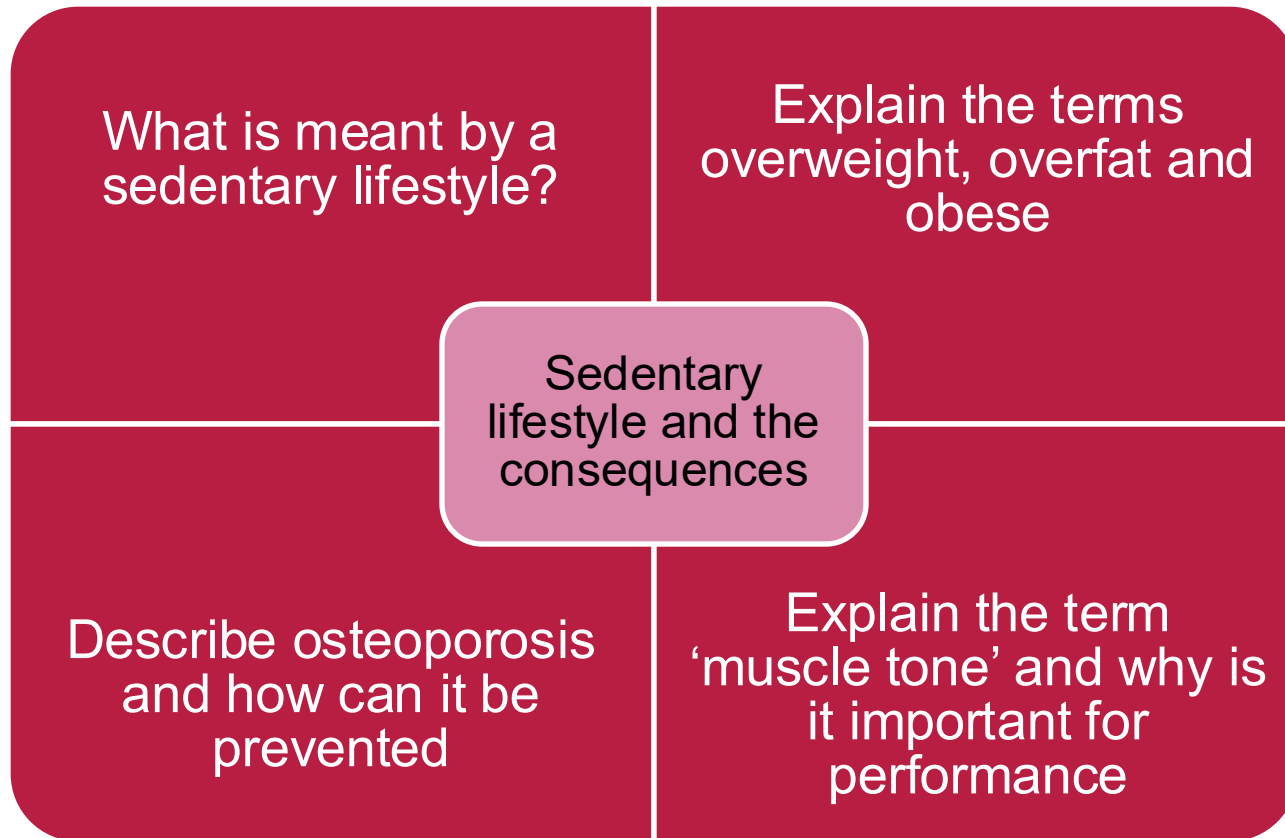 What is meant by a
sedentary lifestyle?
Explain the terms
overweight, overfat and
obese
Sedentary
lifestyle and the
consequences
Describe osteoporosis
and how can it be
prevented
Explain the term
‘muscle tone’ and why is
it important for
performance